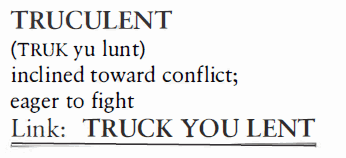 TRUCULENT
(TRUK yu lunt)
inclined toward conflict;
eager to fight
Link: TRUCK YOU LENT